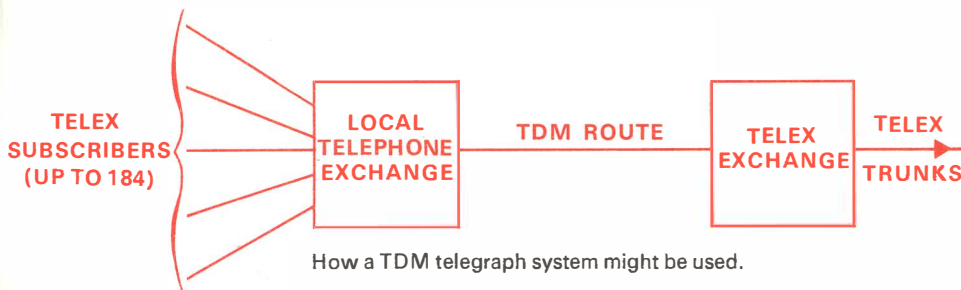 TELEX
SUBSCRIBERS
(UP TO 184)
LOCAL
TELEPHONE
EXCHANGE
TDM ROUTE
TELEX
EXCHANGE
TELEX
TRUNKS
How a TDM telegraph system might be used.